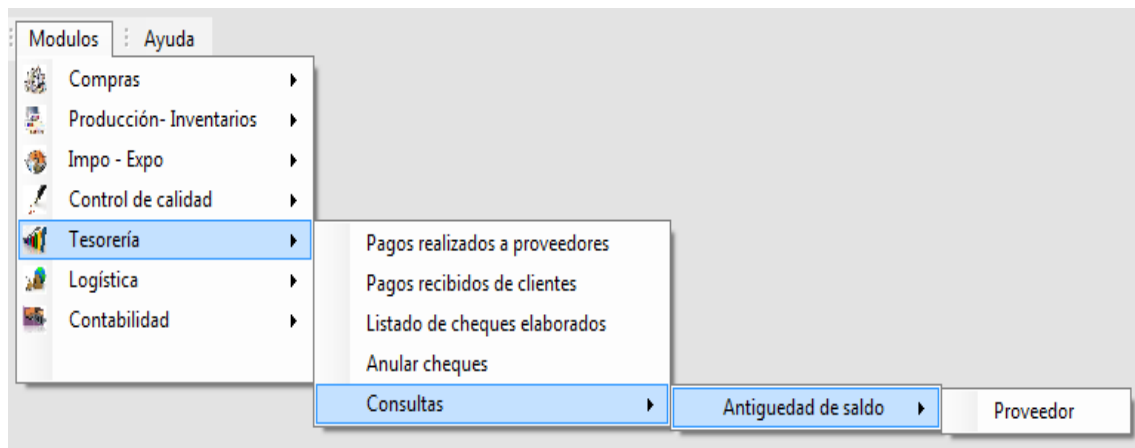 Modulos Ayuda
Compras
Producción- Inventarios
Impo - Expo
Control de calidad
Tesorería
Logística
Contabilidad
Pagos realizados a proveedores
Pagos recibidos de clientes
Listado de cheques elaborados
Anular cheques
Consultas
Antiguedad de saldo
Proveedor